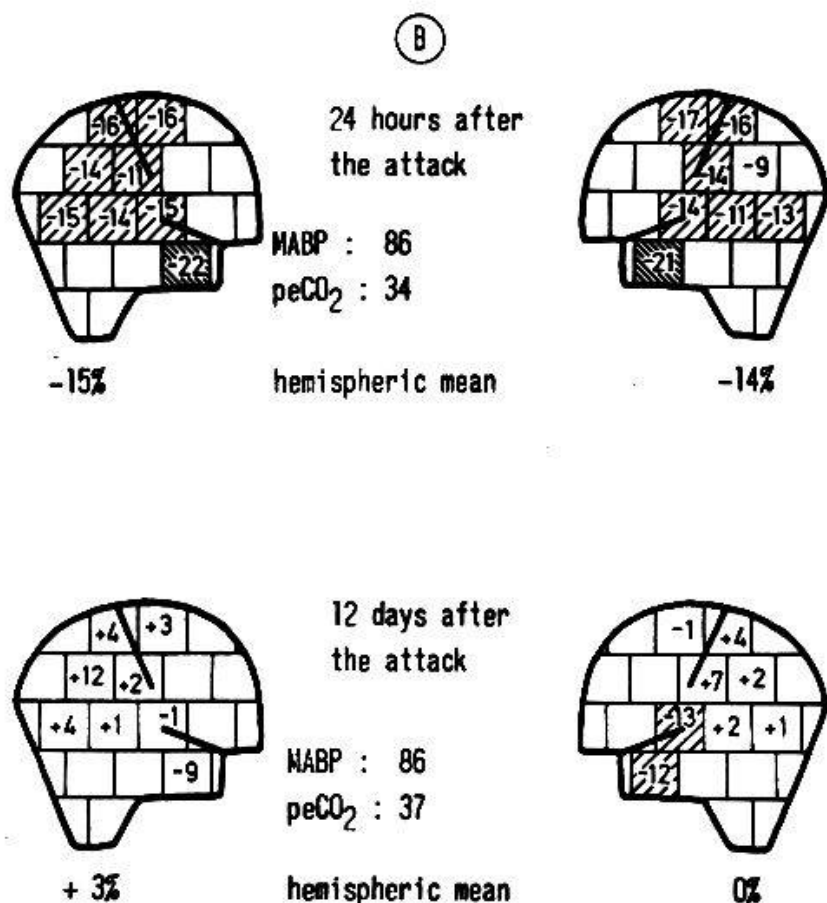 B
-16 -16
24 hours after
-17 -16
-14 -11
the attack
-14 -9
-15 -14 -15
-14 -11 -13
MABP : 86
-22
-21
peCO₂ : 34
-15%
hemispheric mean
-14%
+4 +3
12 days after
-1 +4
+12 +2
the attack
+7 +2
+4 +1 -1
-13 +2 +1
MABP : 86
-9
-12
peCO₂ : 37
+ 3%
hemispheric mean
0%